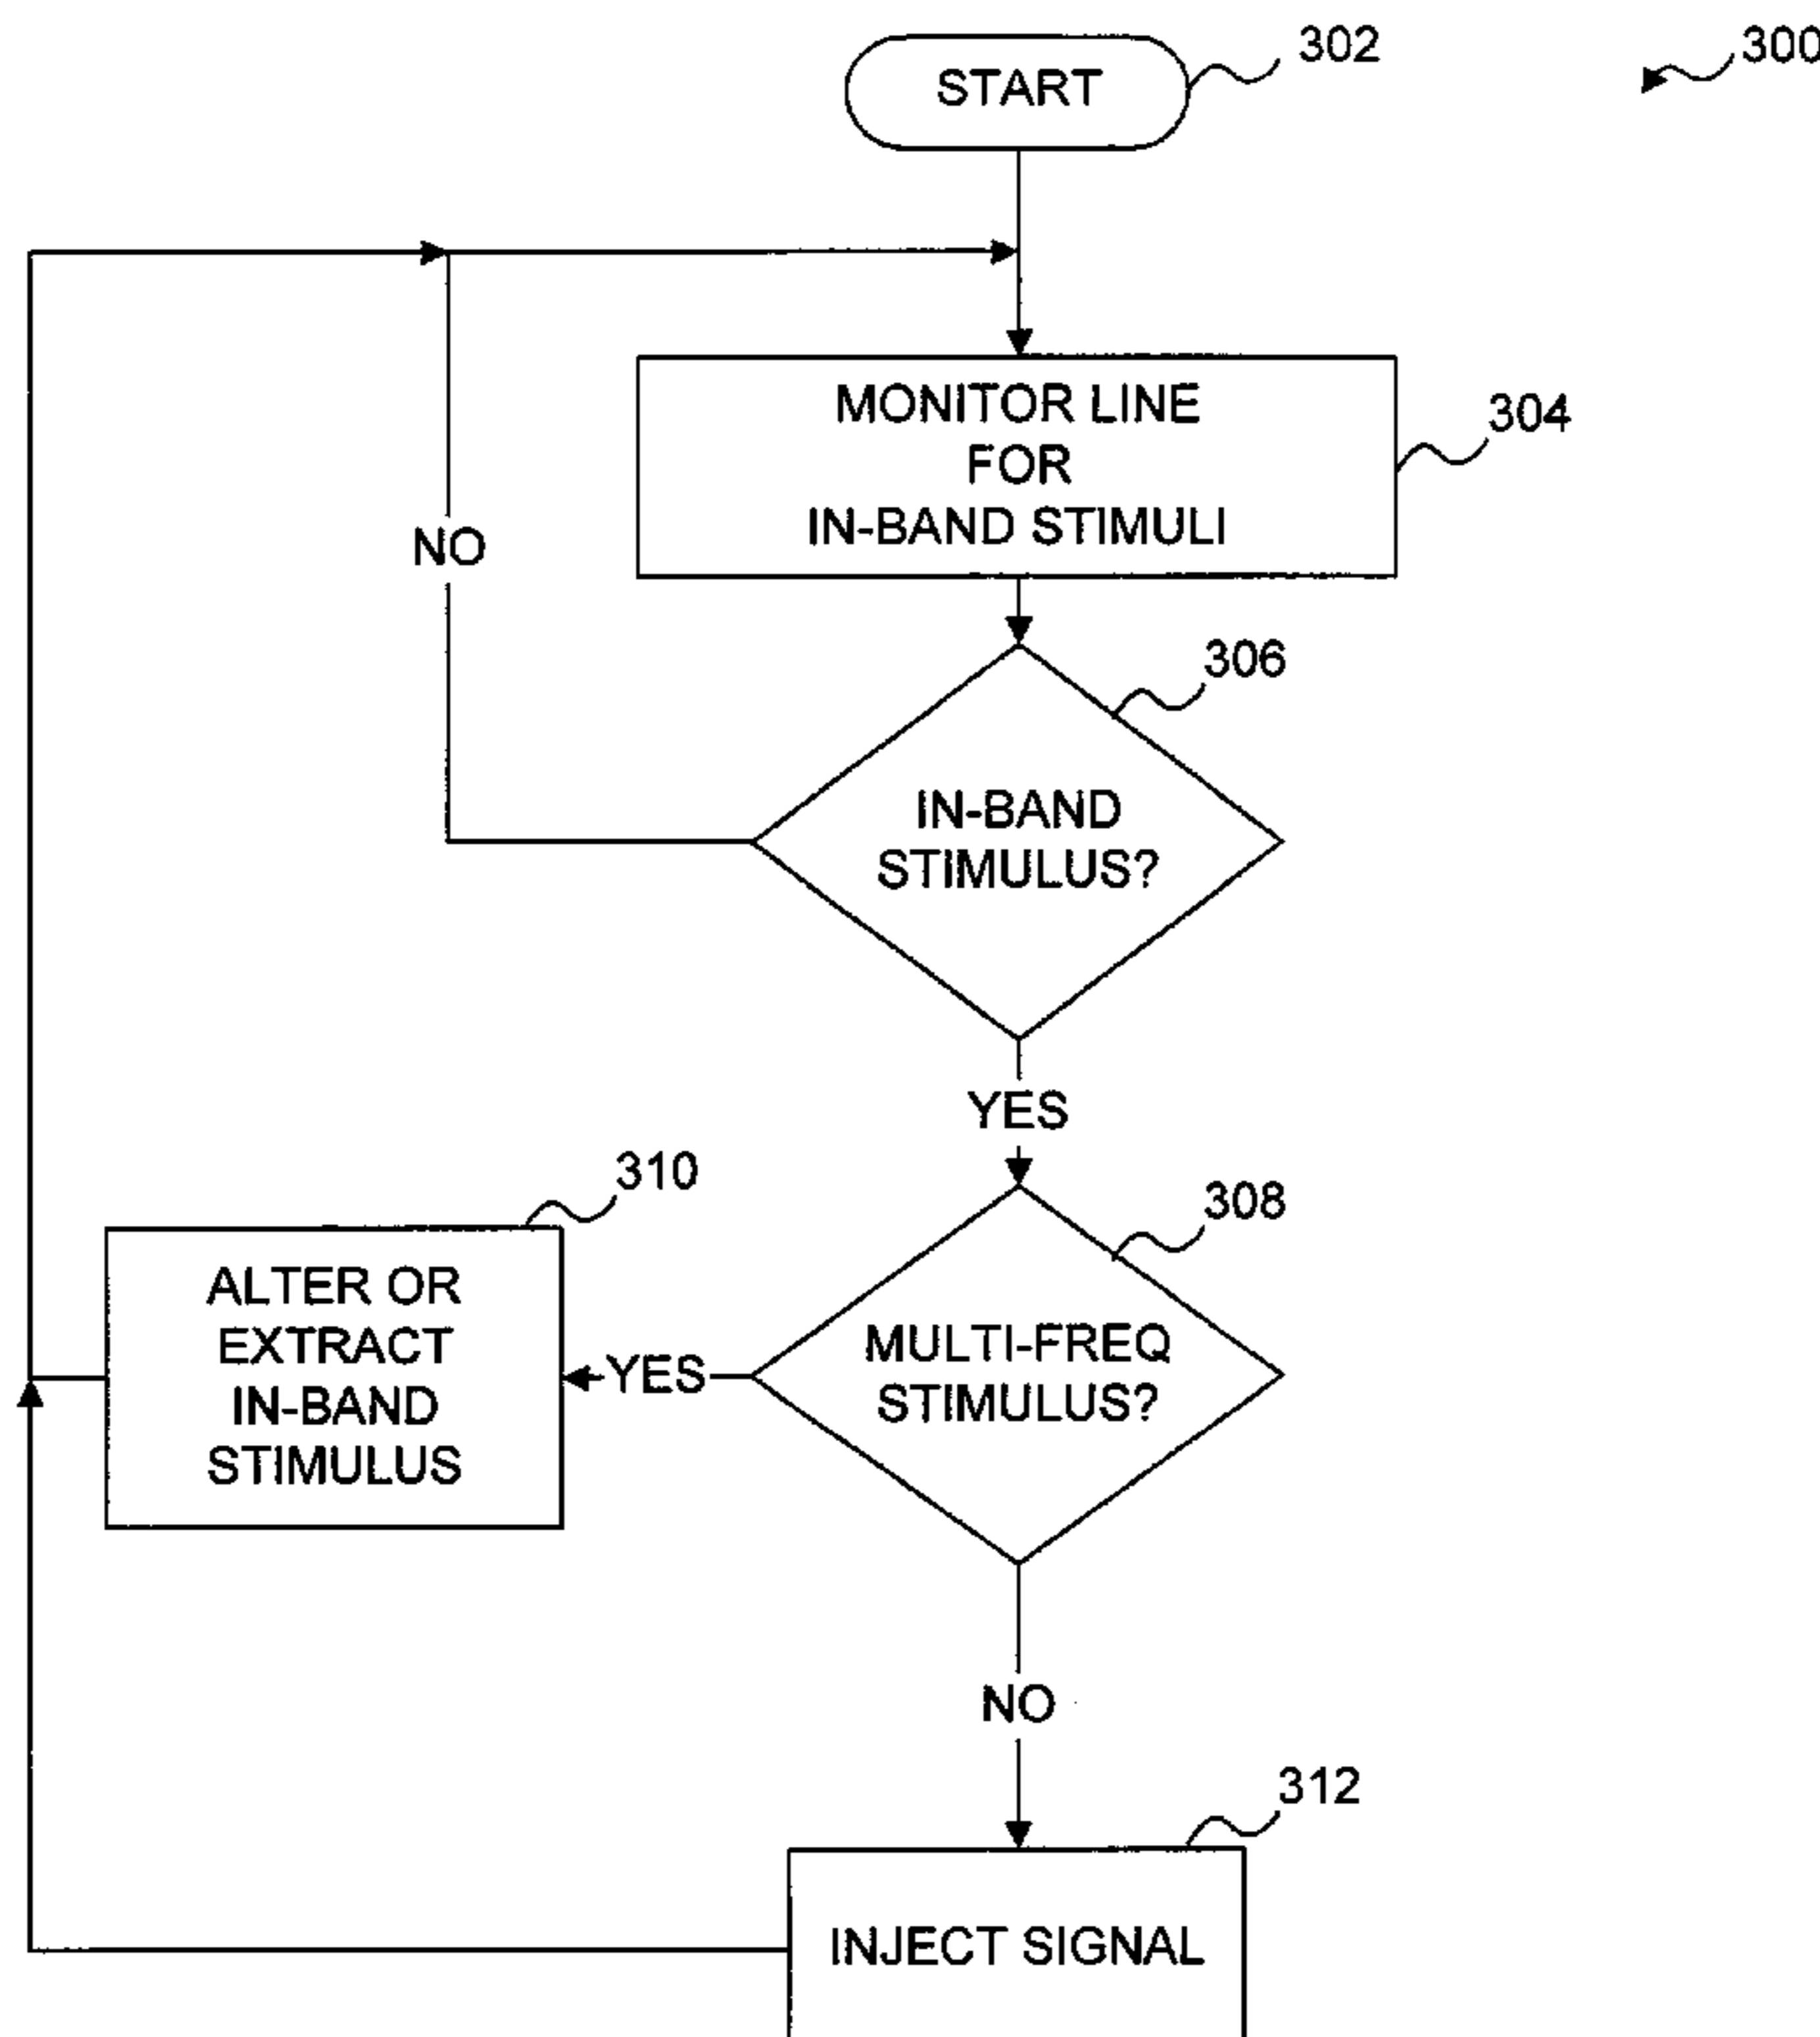 START
302
300
MONITOR LINE
FOR
IN-BAND STIMULI
304
NO
306
IN-BAND
STIMULUS?
YES
310
308
ALTER OR
EXTRACT
IN-BAND
STIMULUS
YES
MULTI-FREQ
STIMULUS?
NO
312
INJECT SIGNAL